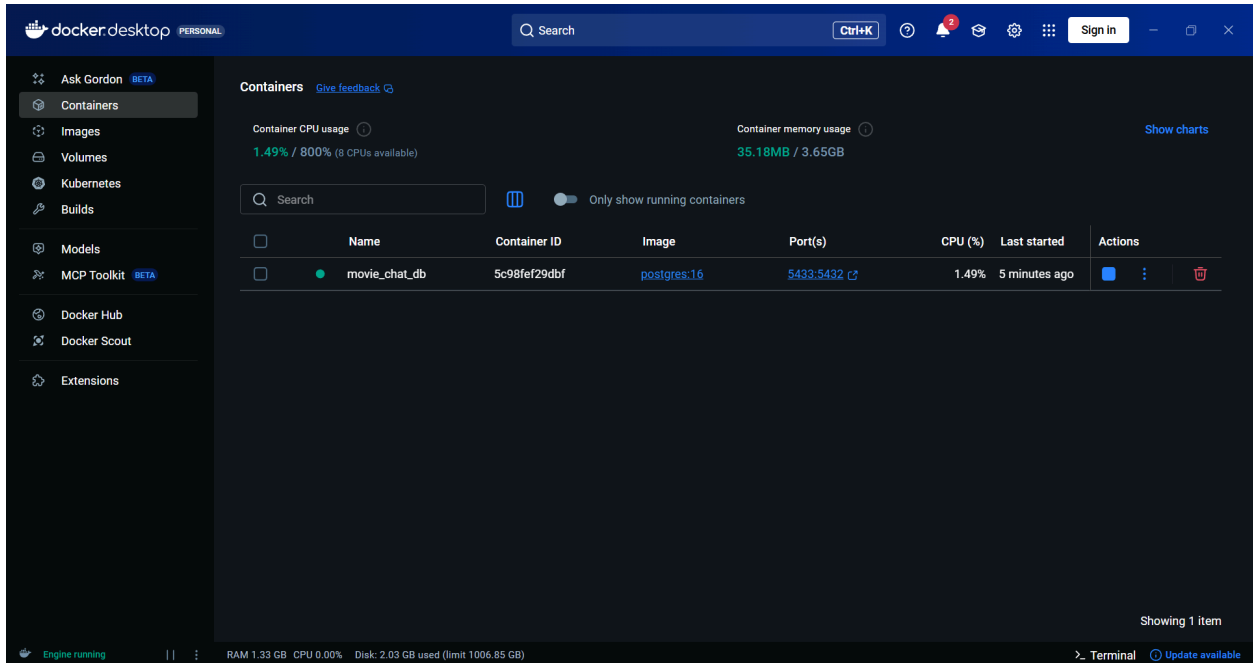 docker.desktop PERSONAL
Search
Ctrl+K
2
Sign in
Ask Gordon BETA
Containers
Images
Volumes
Kubernetes
Builds
Models
MCP Toolkit BETA
Docker Hub
Docker Scout
Extensions
Containers Give feedback
Container CPU usage
1.49% / 800% (8 CPUs available)
Container memory usage
35.18MB / 3.65GB
Show charts
Search
Only show running containers
Name Container ID Image Port(s) CPU (%) Last started Actions
movie_chat_db 5c98fef29dbf postgres:16 5433:5432 1.49% 5 minutes ago
Showing 1 item
Engine running
RAM 1.33 GB CPU 0.00% Disk: 2.03 GB used (limit 1006.85 GB)
>_ Terminal
Update available